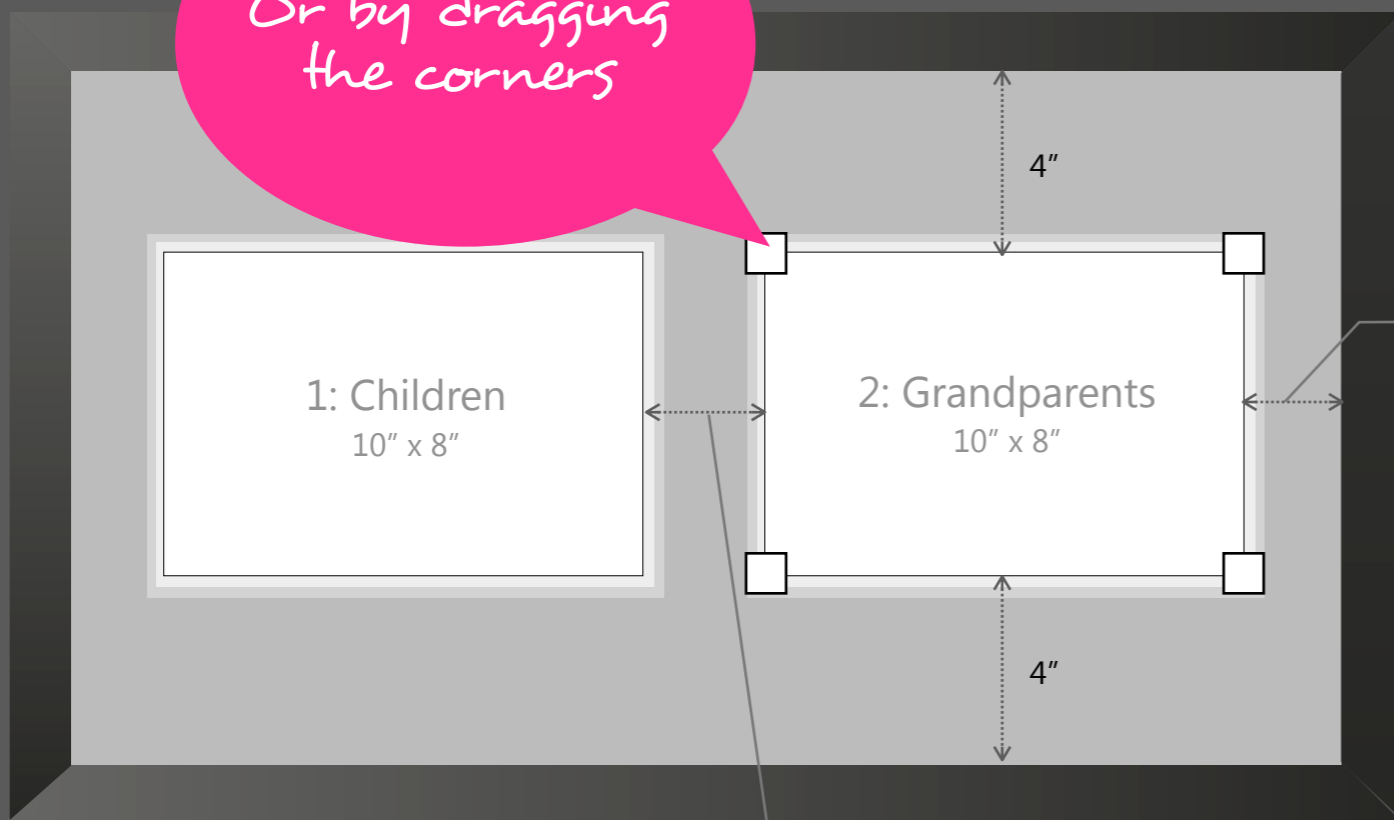 Or by dragging
the corners
4”
1: Children
10” x 8”
2: Grandparents
10” x 8”
4”